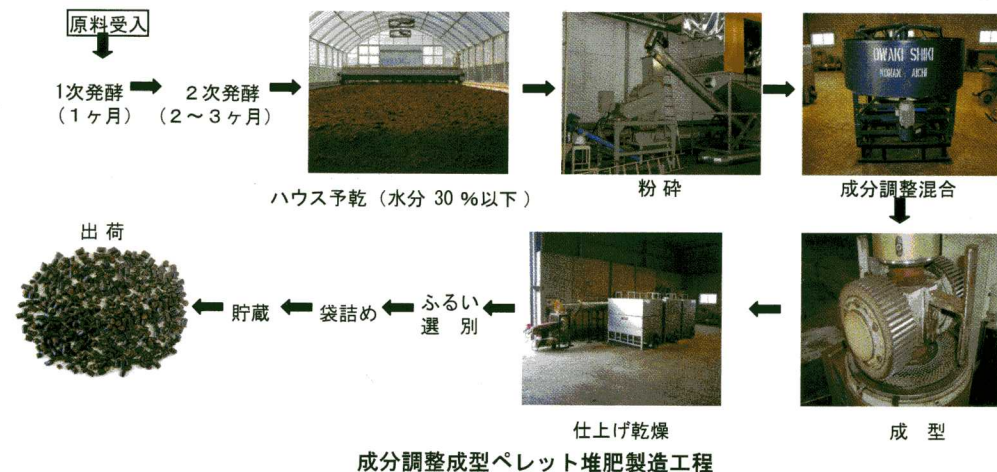 原料受入
1次発酵
(1ヶ月)
2次発酵
(2～3ヶ月)
ハウス予乾(水分 30 %以下)
粉 砕
OWAKI SHIKI
AICHI
成分調整混合
成 型
仕上げ乾燥
ふるい
選 別
袋詰め
貯蔵
出 荷
成分調整成型ペレット堆肥製造工程